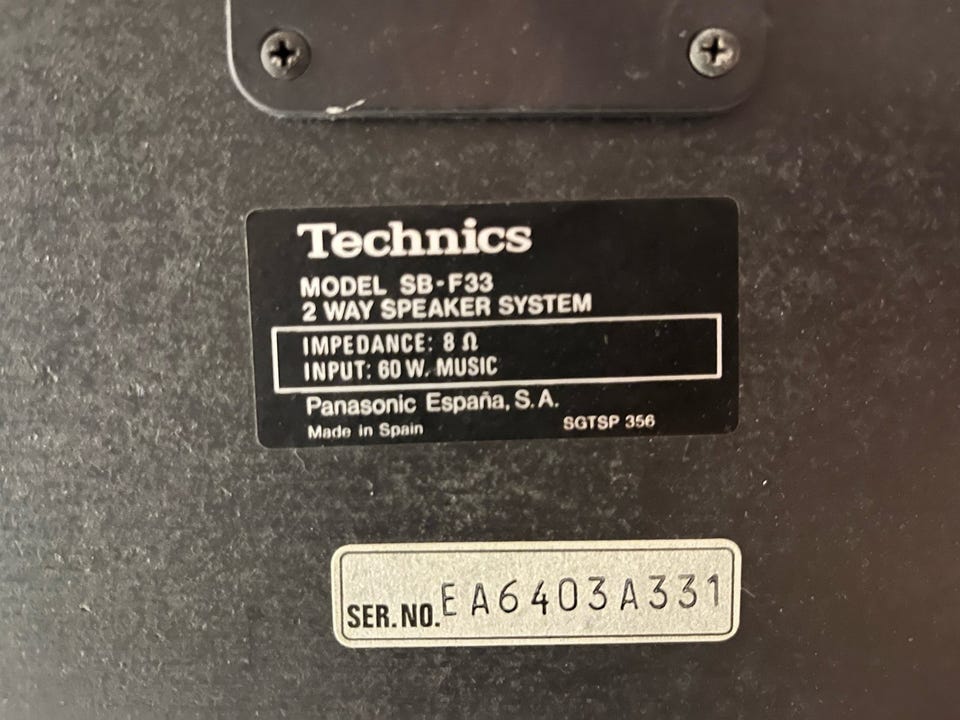 Technics
MODEL SB-F33
2 WAY SPEAKER SYSTEM
IMPEDANCE: 8 Ω
INPUT: 60 W. MUSIC
Panasonic España, S.A.
Made in Spain SGTSP 356
SER.NO. EA6403A331